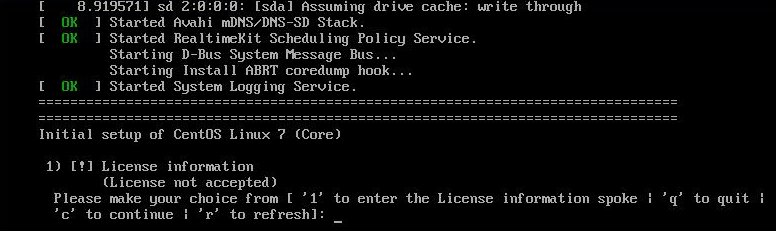 [    8.919571] sd 2:0:0:0: [sda] Assuming drive cache: write through
[  OK  ] Started Avahi mDNS/DNS-SD Stack.
[  OK  ] Started RealtimeKit Scheduling Policy Service.
         Starting D-Bus System Message Bus...
         Starting Install ABRT coredump hook...
[  OK  ] Started System Logging Service.
================================================================================
================================================================================
Initial setup of CentOS Linux 7 (Core)

 1) [!] License information
        (License not accepted)
  Please make your choice from [ '1' to enter the License information spoke | 'q' to quit |
  'c' to continue | 'r' to refresh]: _